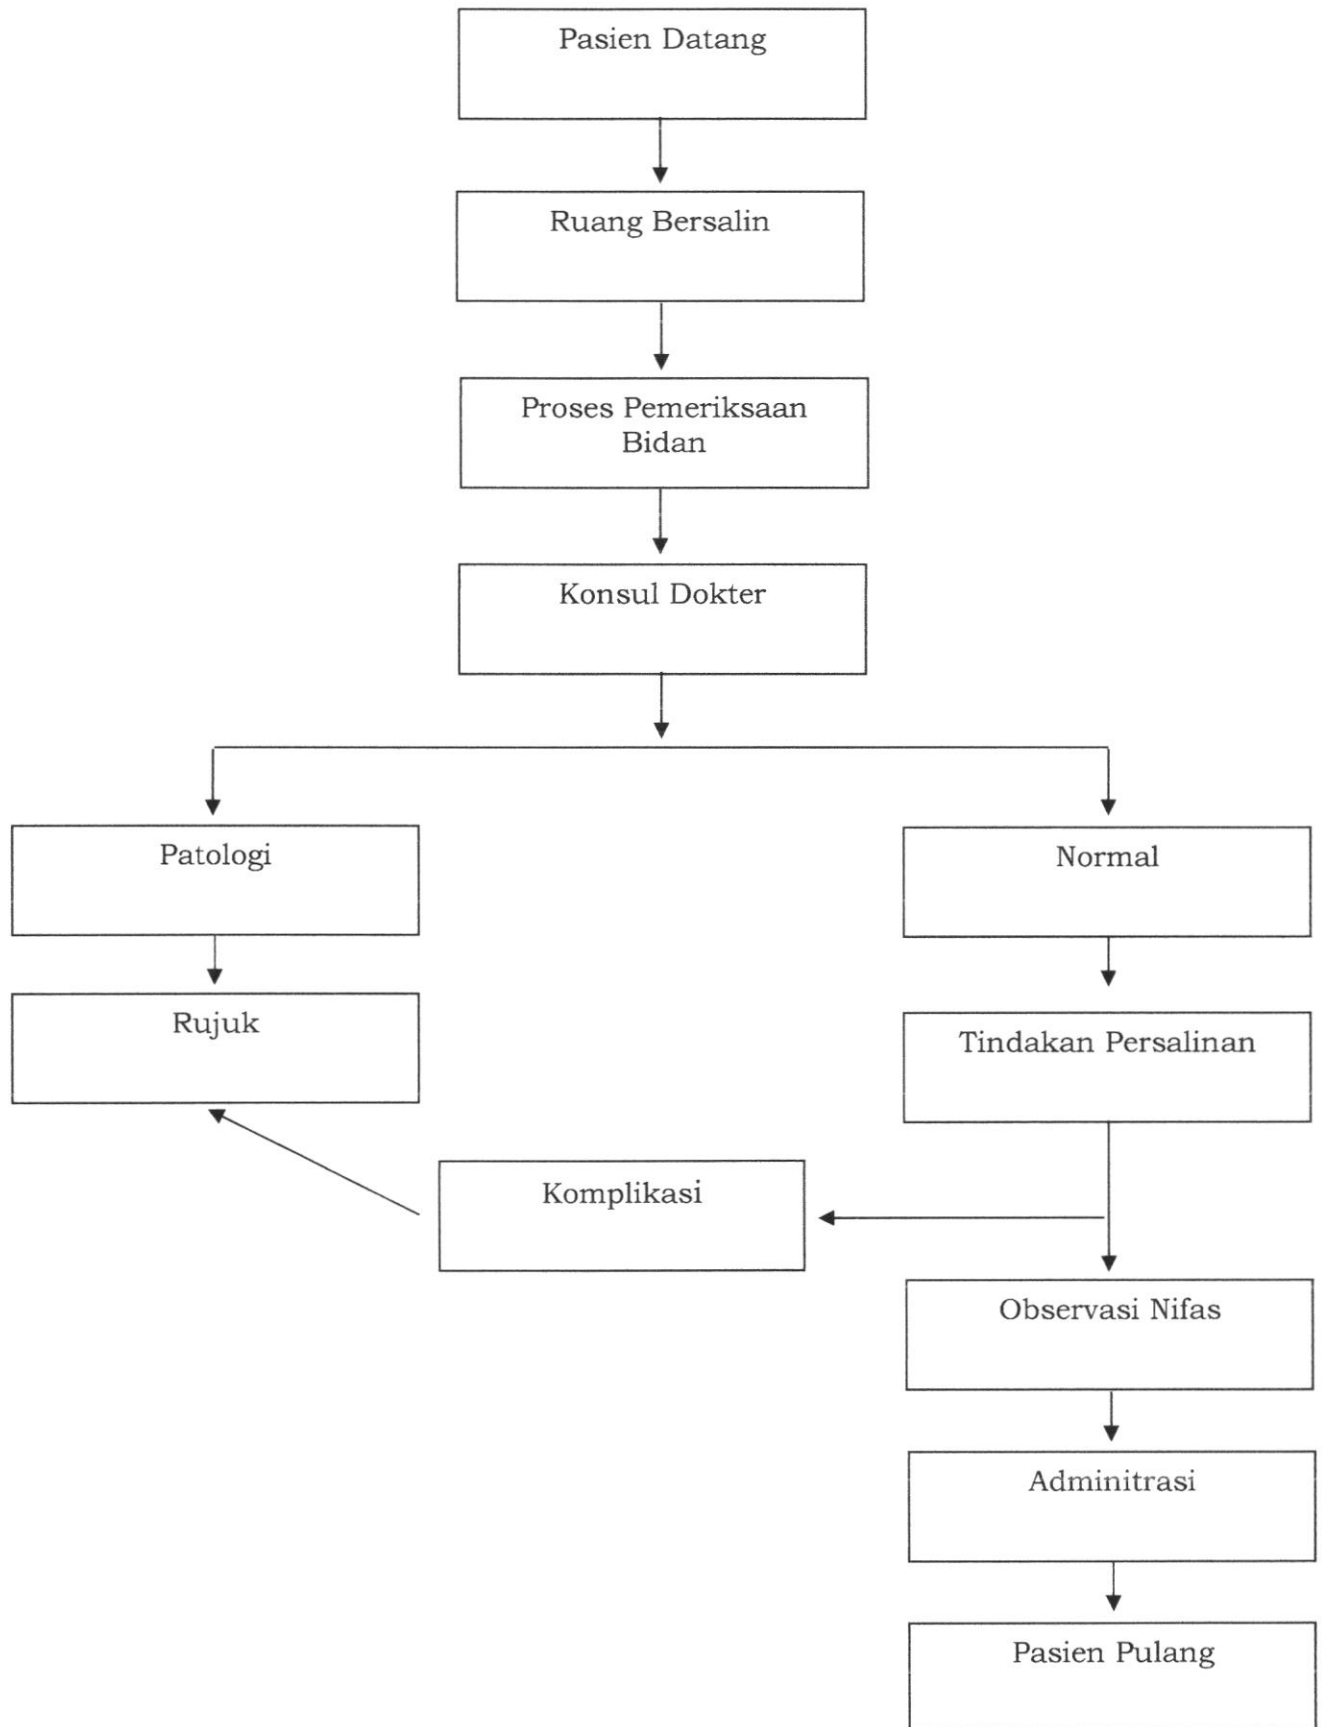 Pasien Datang
Ruang Bersalin
Proses Pemeriksaan
Bidan
Konsul Dokter
Patologi
Normal
Rujuk
Tindakan Persalinan
Komplikasi
Observasi Nifas
Adminitrasi
Pasien Pulang